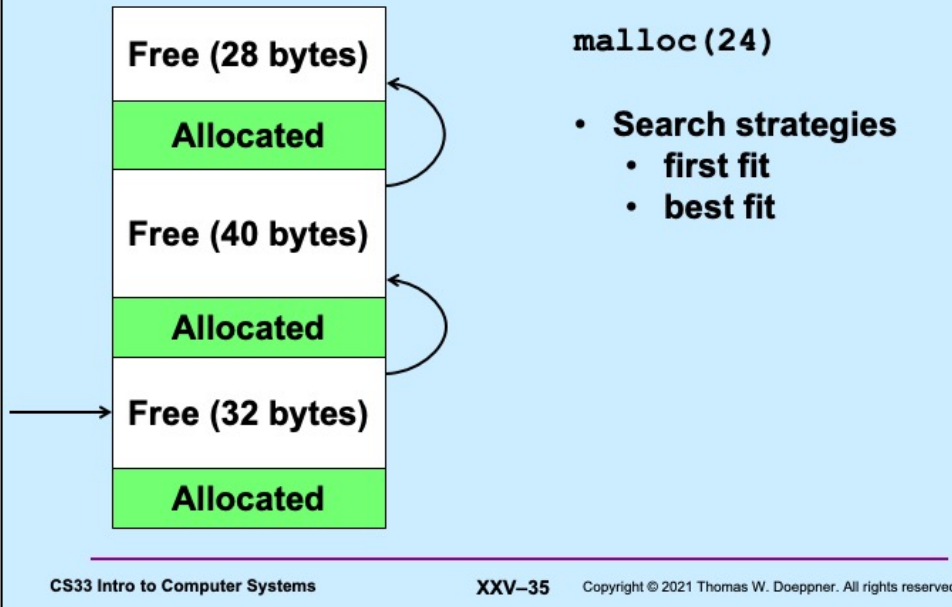 Free (28 bytes)
Allocated
Free (40 bytes)
Allocated
Free (32 bytes)
Allocated
malloc(24)
• Search strategies
• first fit
• best fit
CS33 Intro to Computer Systems
XXV–35
Copyright © 2021 Thomas W. Doeppner. All rights